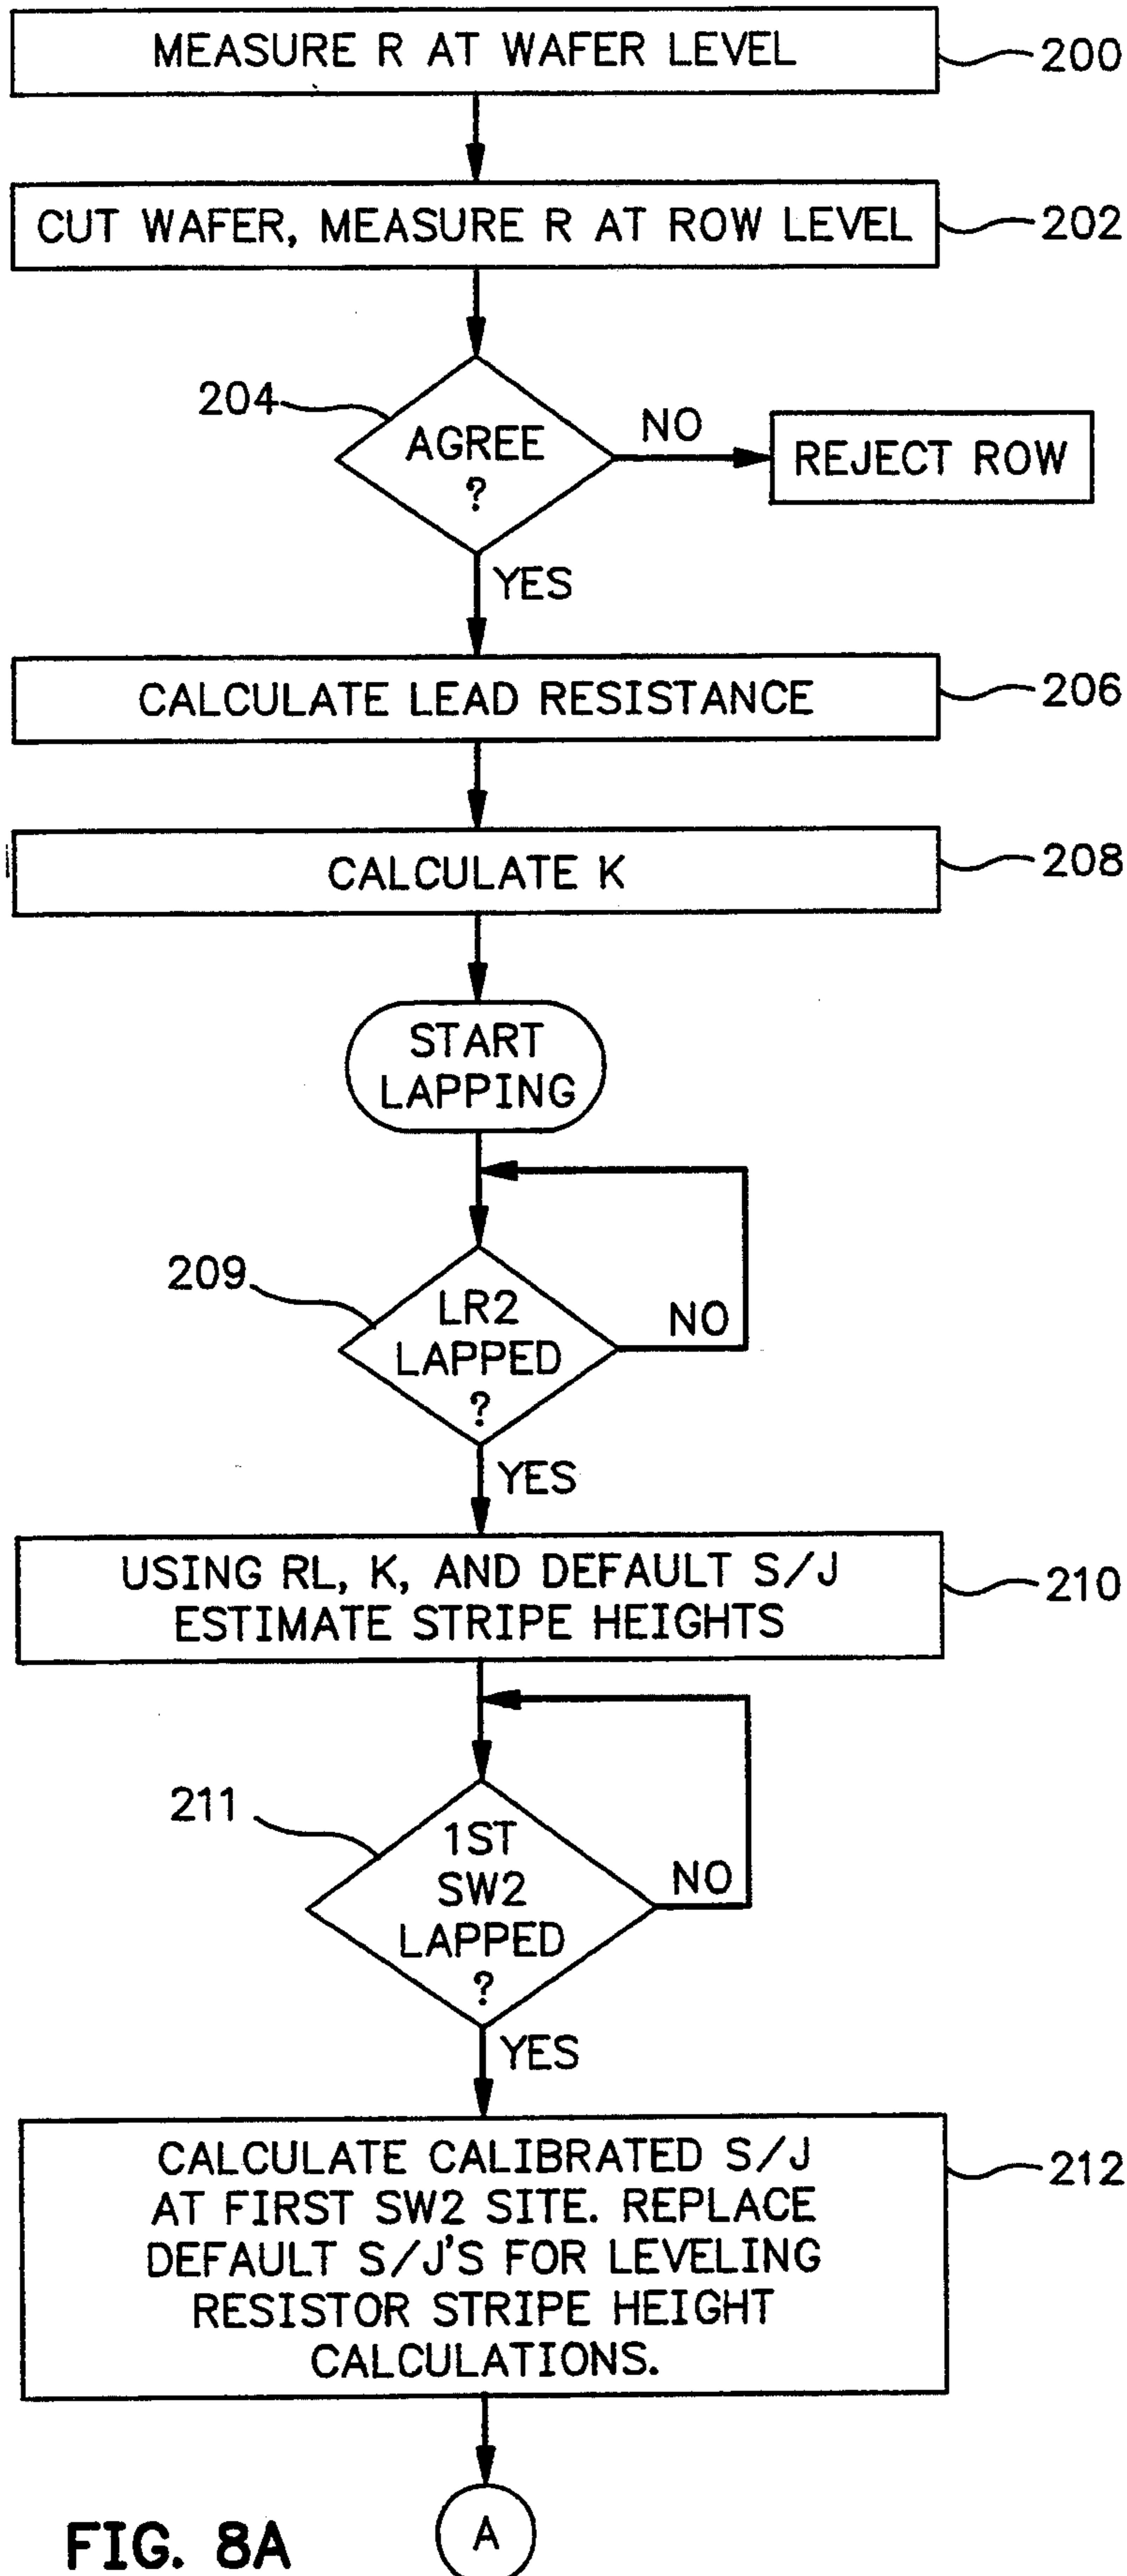 MEASURE R AT WAFER LEVEL
200
CUT WAFER, MEASURE R AT ROW LEVEL
202
204
AGREE
?
NO
REJECT ROW
YES
CALCULATE LEAD RESISTANCE
206
CALCULATE K
208
START
LAPPING
209
LR2
LAPPED
?
NO
YES
USING RL, K, AND DEFAULT S/J
ESTIMATE STRIPE HEIGHTS
210
211
1ST
SW2
LAPPED
?
NO
YES
CALCULATE CALIBRATED S/J
AT FIRST SW2 SITE. REPLACE
DEFAULT S/J'S FOR LEVELING
RESISTOR STRIPE HEIGHT
CALCULATIONS.
212
A
FIG. 8A